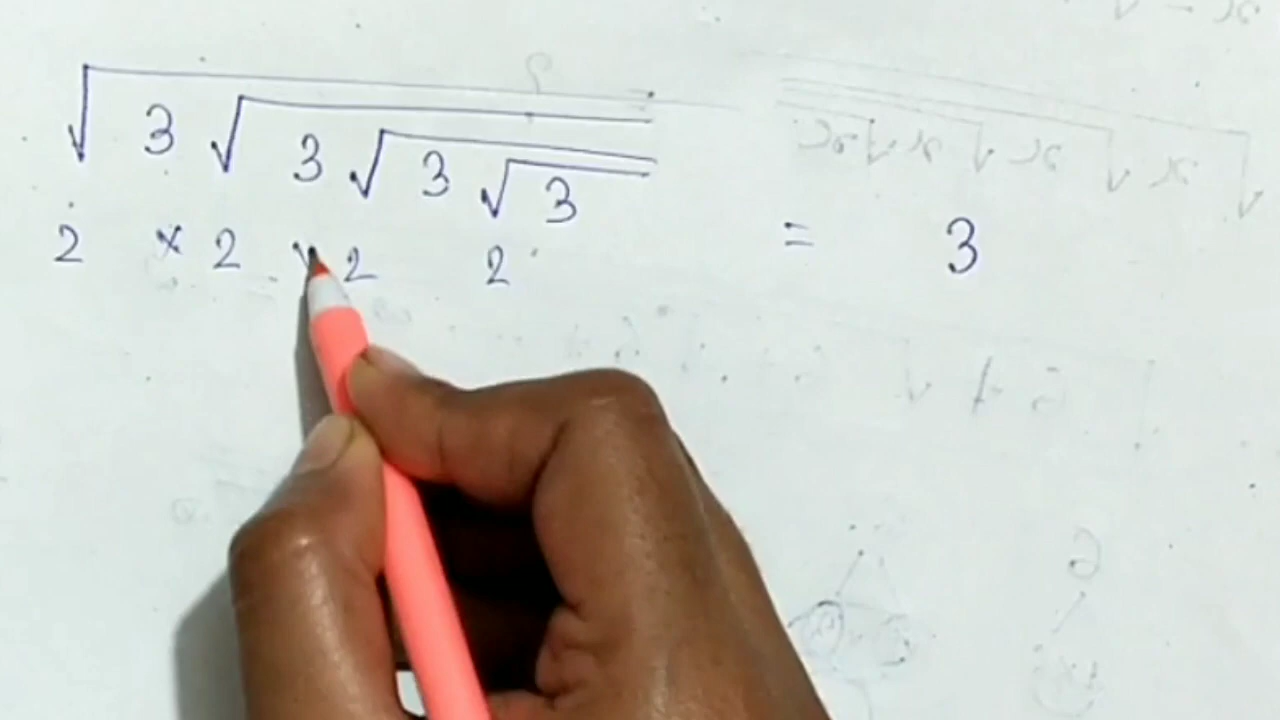 √3√3√3√3
2 × 2 × 2 2 = 3